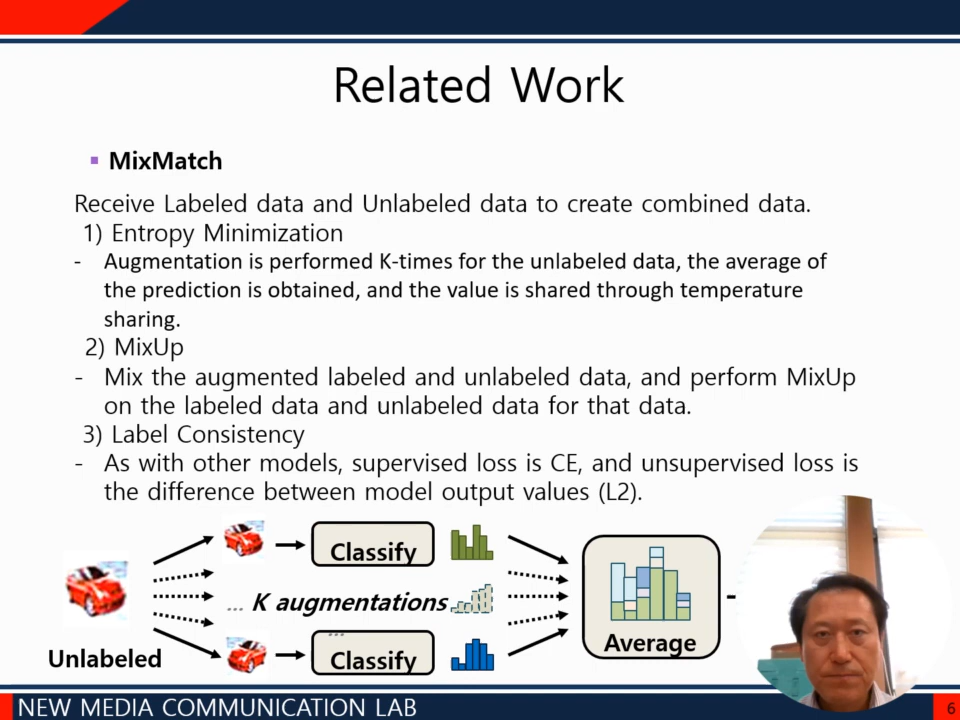 Related Work
▪ MixMatch
Receive Labeled data and Unlabeled data to create combined data.
1) Entropy Minimization
- Augmentation is performed K-times for the unlabeled data, the average of
the prediction is obtained, and the value is shared through temperature
sharing.
2) MixUp
- Mix the augmented labeled and unlabeled data, and perform MixUp
on the labeled data and unlabeled data for that data.
3) Label Consistency
- As with other models, supervised loss is CE, and unsupervised loss is
the difference between model output values (L2).
Classify
... K augmentations
...
Average
Unlabeled
Classify
NEW MEDIA COMMUNICATION LAB
6